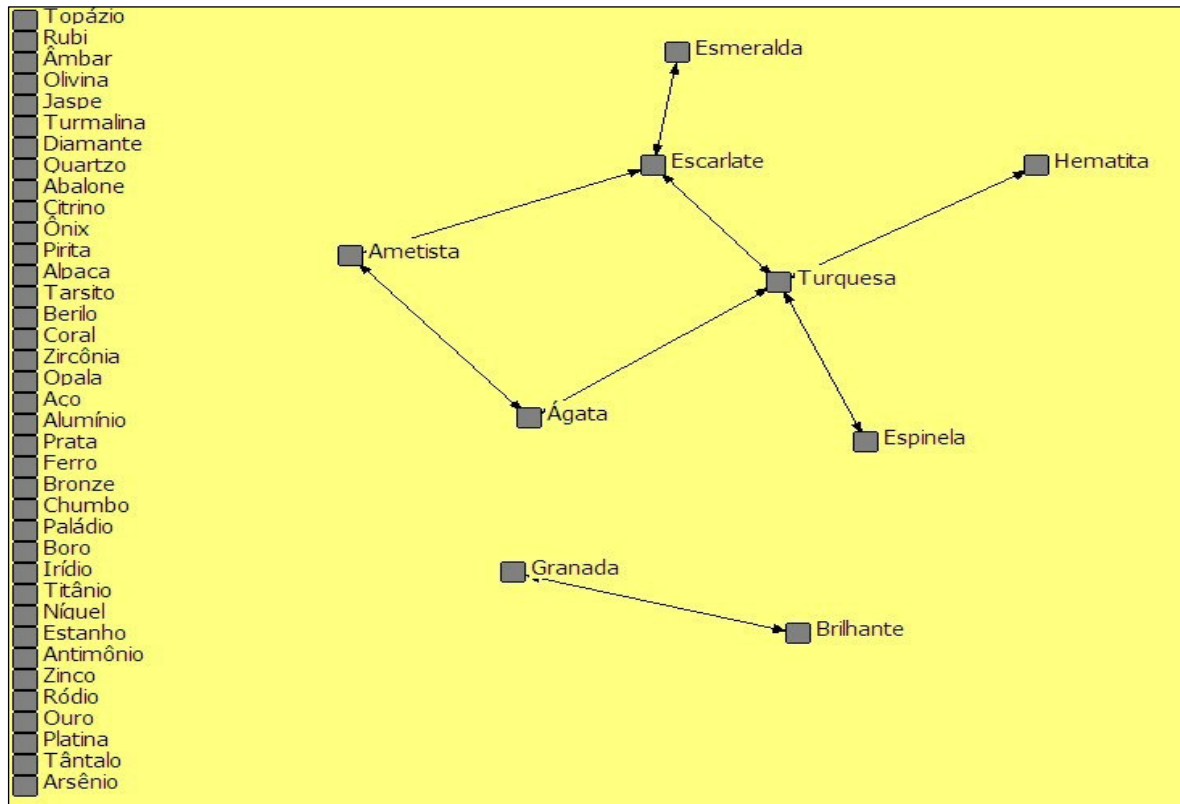 Topázio
Rubi
Âmbar
Olivina
Jaspe
Turmalina
Diamante
Quartzo
Abalone
Citrino
Ônix
Pirita
Alpaca
Tarsito
Berilo
Coral
Zircônia
Opala
Aço
Alumínio
Prata
Ferro
Bronze
Chumbo
Paládio
Boro
Irídio
Titânio
Níquel
Estanho
Antimônio
Zinco
Ródio
Ouro
Platina
Tântalo
Arsênio
Esmeralda
Escarlate
Hematita
Ametista
Turquesa
Ágata
Espinela
Granada
Brilhante